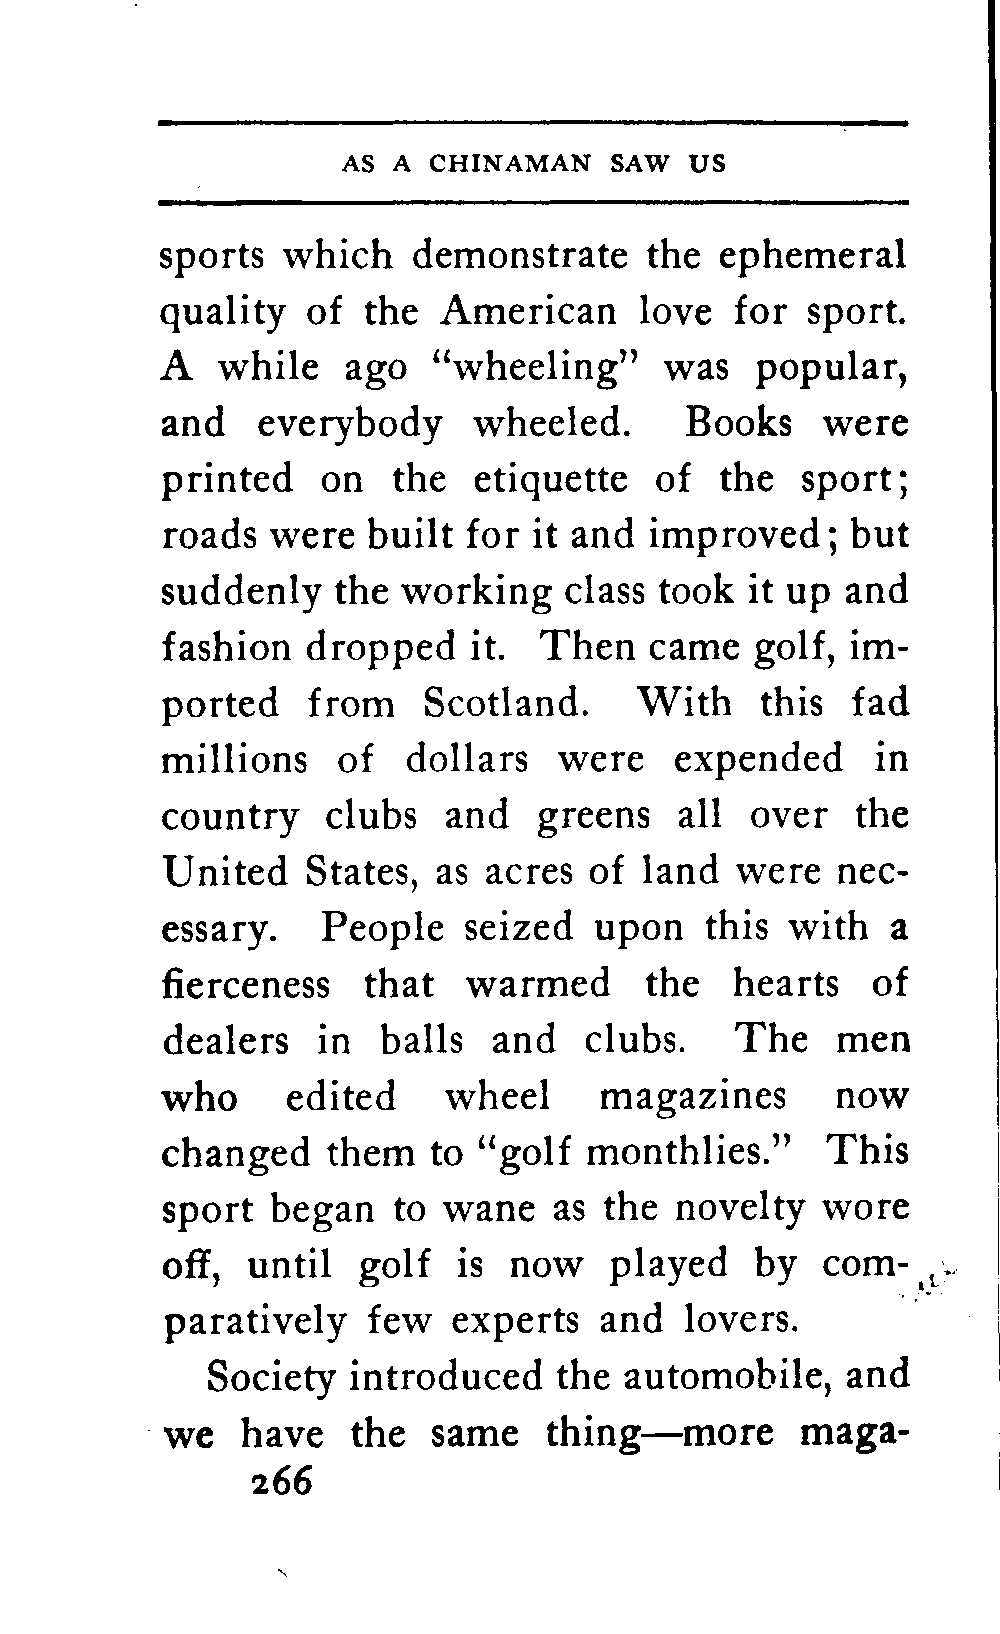 AS A CHINAMAN SAW US
sports which demonstrate the ephemeral
quality of the American love for sport.
A while ago “wheeling” was popular,
and everybody wheeled. Books were
printed on the etiquette of the sport;
roads were built for it and improved; but
suddenly the working class took it up and
fashion dropped it. Then came golf, im-
ported from Scotland. With this fad
millions of dollars were expended in
country clubs and greens all over the
United States, as acres of land were nec-
essary. People seized upon this with a
fierceness that warmed the hearts of
dealers in balls and clubs. The men
who edited wheel magazines now
changed them to “golf monthlies.” This
sport began to wane as the novelty wore
off, until golf is now played by com-
paratively few experts and lovers.
Society introduced the automobile, and
we have the same thing—more maga-
266